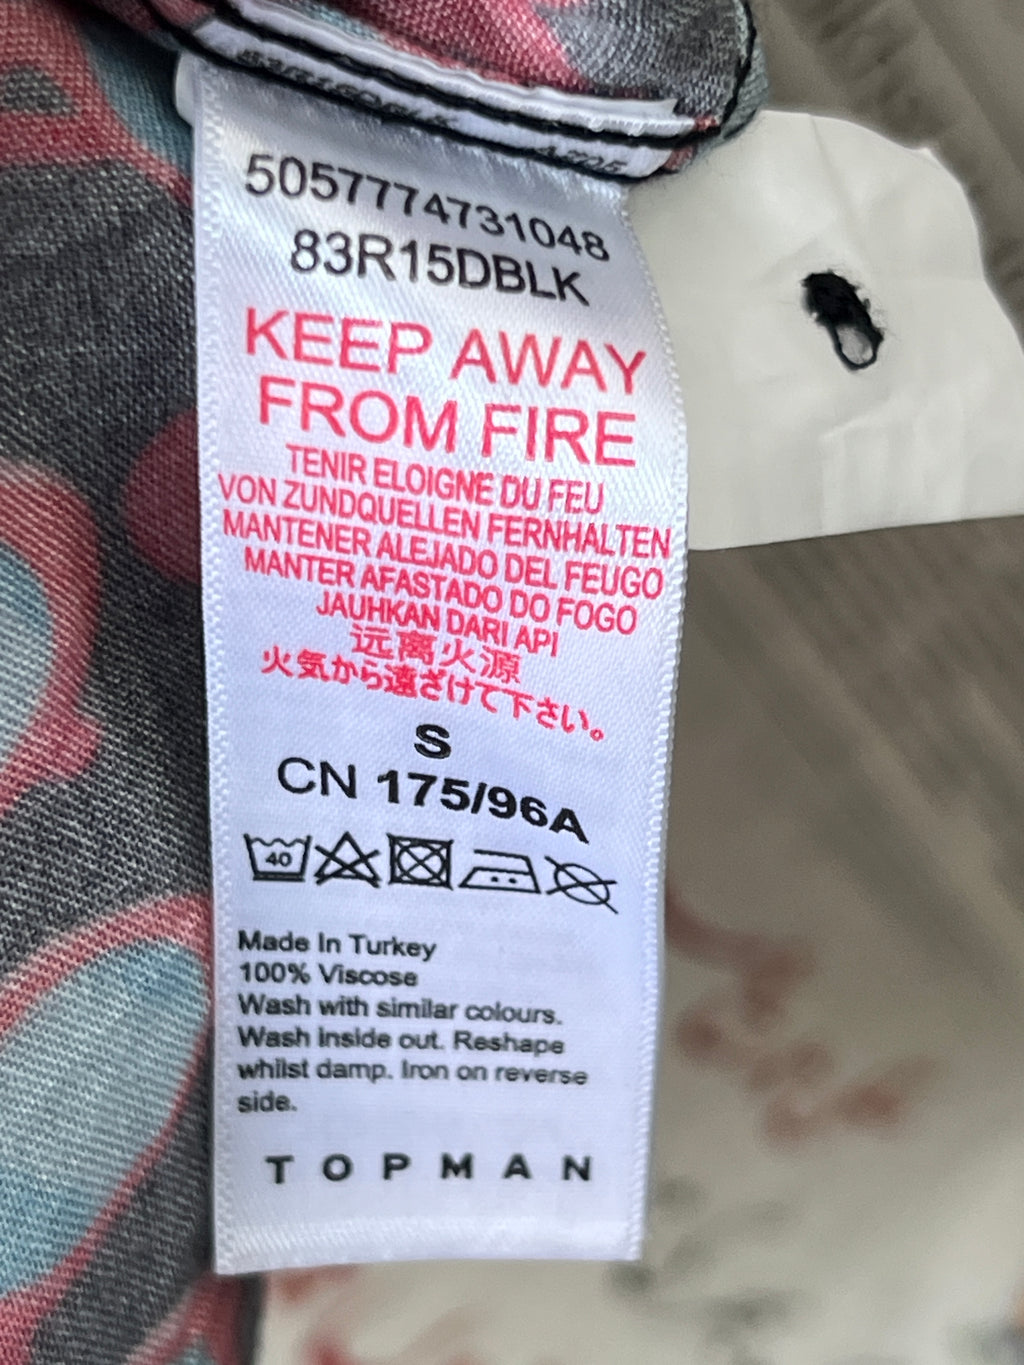 5057774731048
83R15DBLK
KEEP AWAY
FROM FIRE
TENIR ELOIGNE DU FEU
VON ZUNDQUELLEN FERNHALTEN
MANTENER ALEJADO DEL FEUGO
MANTER AFASTADO DO FOGO
JAUHKAN DARI API
远离火源
火気から遠ざけて下さい。
S
CN 175/96A
40
Made In Turkey
100% Viscose
Wash with similar colours.
Wash inside out. Reshape
whilst damp. Iron on reverse
side.
TOPMAN